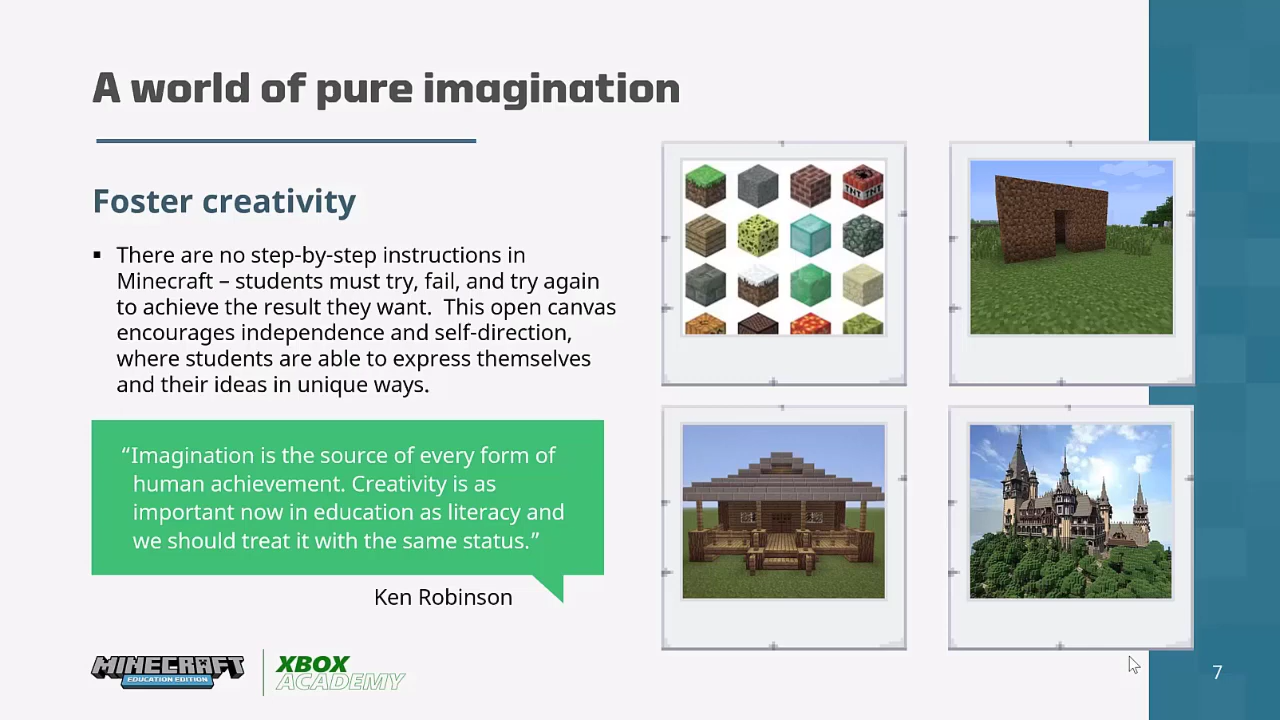 A world of pure imagination
Foster creativity
▪ There are no step-by-step instructions in
Minecraft – students must try, fail, and try again
to achieve the result they want.  This open canvas
encourages independence and self-direction,
where students are able to express themselves
and their ideas in unique ways.
“Imagination is the source of every form of
human achievement. Creativity is as
important now in education as literacy and
we should treat it with the same status.”
Ken Robinson
TNT TNT
MINECRAFT
EDUCATION EDITION
XBOX
ACADEMY
7